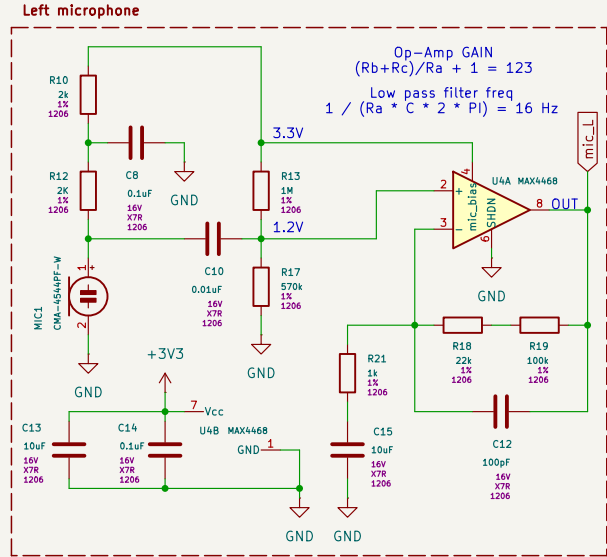 Left microphone
Op-Amp GAIN
(Rb+Rc)/Ra + 1 = 123
Low pass filter freq
1 / (Ra * C * 2 * PI) = 16 Hz
R10
2k
1%
1206
C8
0.1uF
16V
X7R
1206
GND
R12
2K
1%
1206
3.3V
R13
1M
1%
1206
1.2V
mic_L
4
2
+
3
−
mic_bias
SHDN
6
U4A MAX4468
8 OUT
GND
C10
0.01uF
16V
X7R
1206
R17
570k
1%
1206
GND
MIC1
CMA-4544PF-W
1
+
2
GND
R18
22k
1%
1206
R19
100k
1%
1206
R21
1k
1%
1206
C12
100pF
16V
X7R
1206
+3V3
7
Vcc
U4B MAX4468
GND
1
C13
10uF
16V
X7R
1206
C14
0.1uF
16V
X7R
1206
C15
10uF
16V
X7R
1206
GND
GND